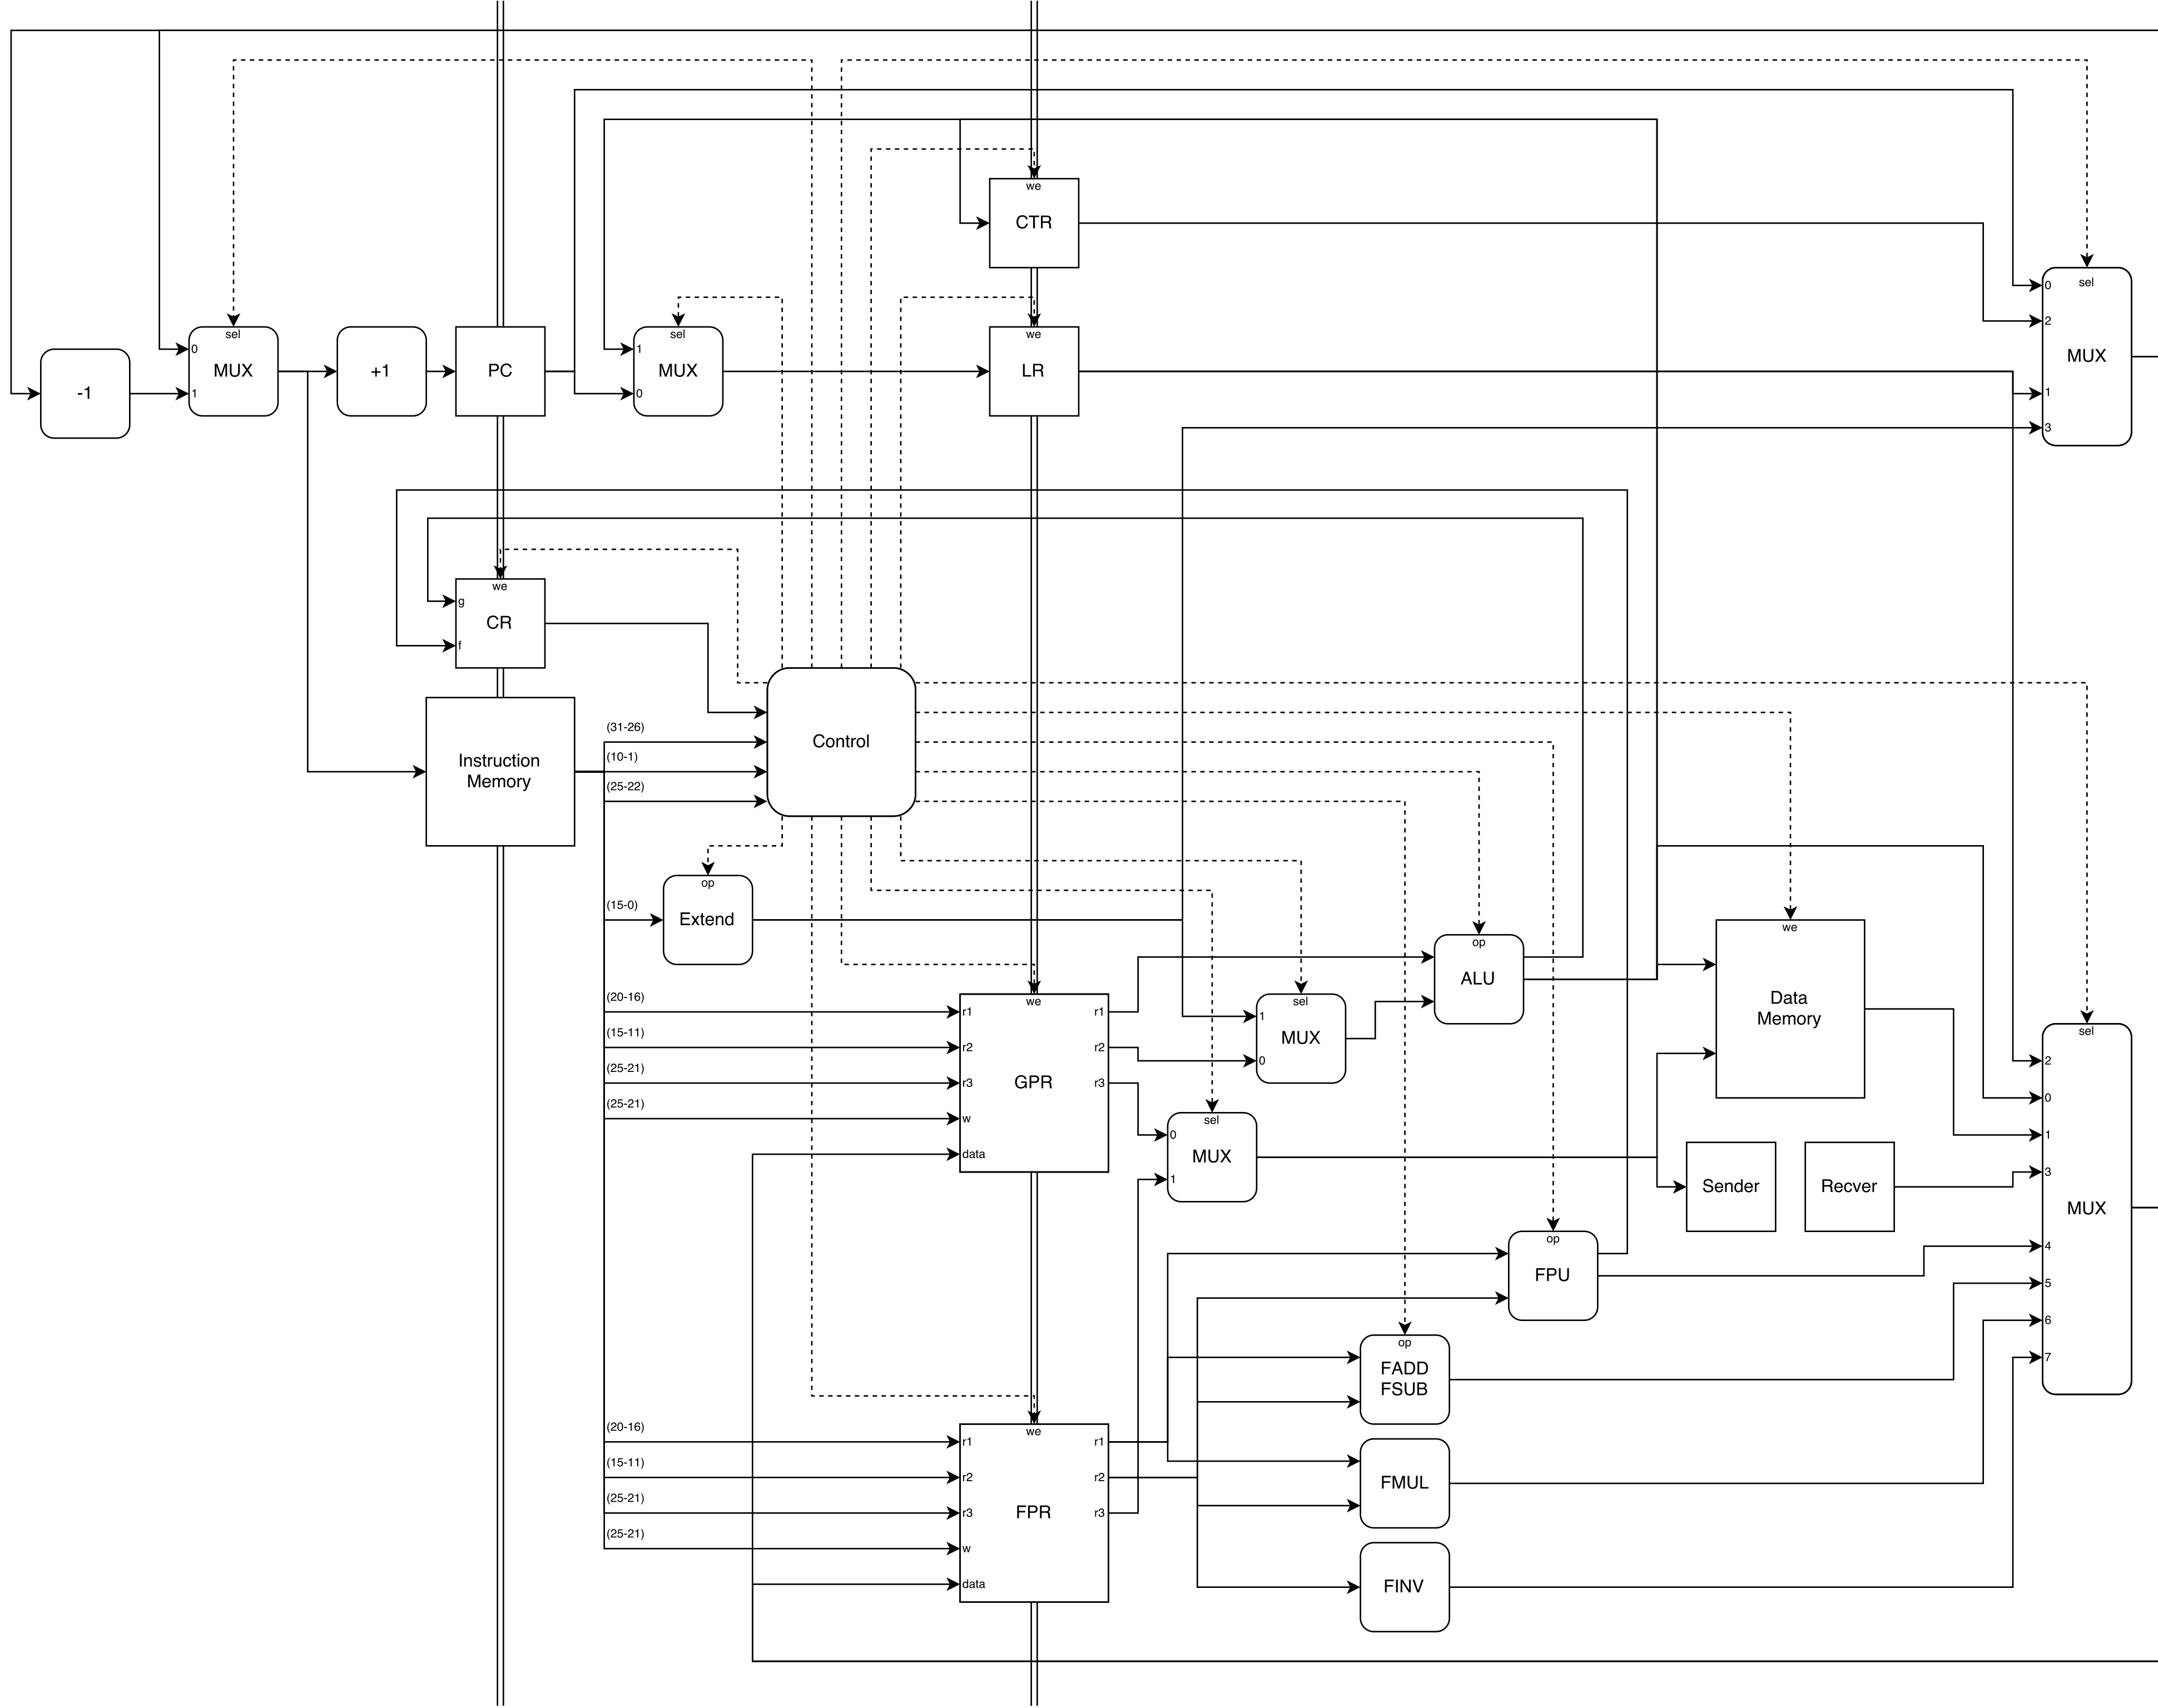 we
CTR
sel
0
2
MUX
1
3
sel
0
MUX
1
-1
+1
PC
sel
1
MUX
0
we
LR
we
g
CR
f
Instruction
Memory
(31-26)
(10-1)
(25-22)
Control
(15-0)
op
Extend
(20-16)
(15-11)
(25-21)
(25-21)
we
r1
r2
r3
w
data
GPR
r1
r2
r3
sel
1
MUX
0
sel
0
MUX
1
op
ALU
we
Data
Memory
Sender
Recver
sel
2
0
1
3
MUX
4
5
6
7
op
FPU
op
FADD
FSUB
FMUL
FINV
(20-16)
(15-11)
(25-21)
(25-21)
we
r1
r2
r3
w
data
FPR
r1
r2
r3